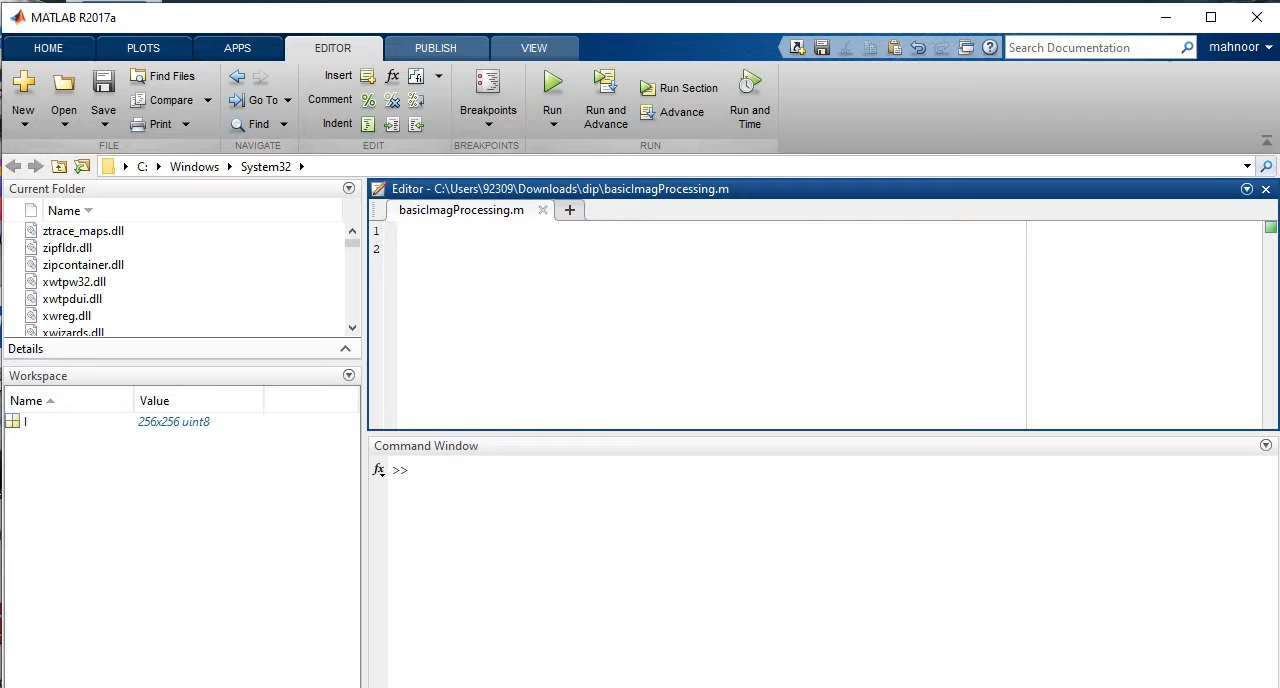 MATLAB R2017a
HOME PLOTS APPS EDITOR PUBLISH VIEW Search Documentation mahnoor
Find Files Insert fx
New Open Save Compare Go To Comment Breakpoints Run Run and Advance Run Section Advance Run and Time
Print Find Indent
FILE NAVIGATE EDIT BREAKPOINTS RUN
C: Windows System32
Current Folder
Name
ztrace_maps.dll
zipfldr.dll
zipcontainer.dll
xwtpw32.dll
xwtpdui.dll
xwreg.dll
xwizards.dll
Details
Workspace
Name Value
I 256x256 uint8
Editor - C:\Users\92309\Downloads\dip\basicImagProcessing.m
basicImagProcessing.m
1
2
Command Window
fx >>